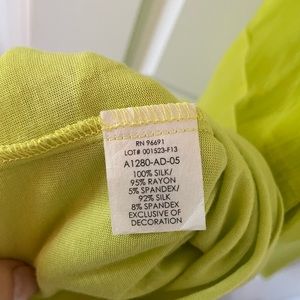 RN 96691
LOT# 001523-F13
A1280-AD-05
100% SILK/
95% RAYON
5% SPANDEX/
92% SILK
8% SPANDEX
EXCLUSIVE OF
DECORATION